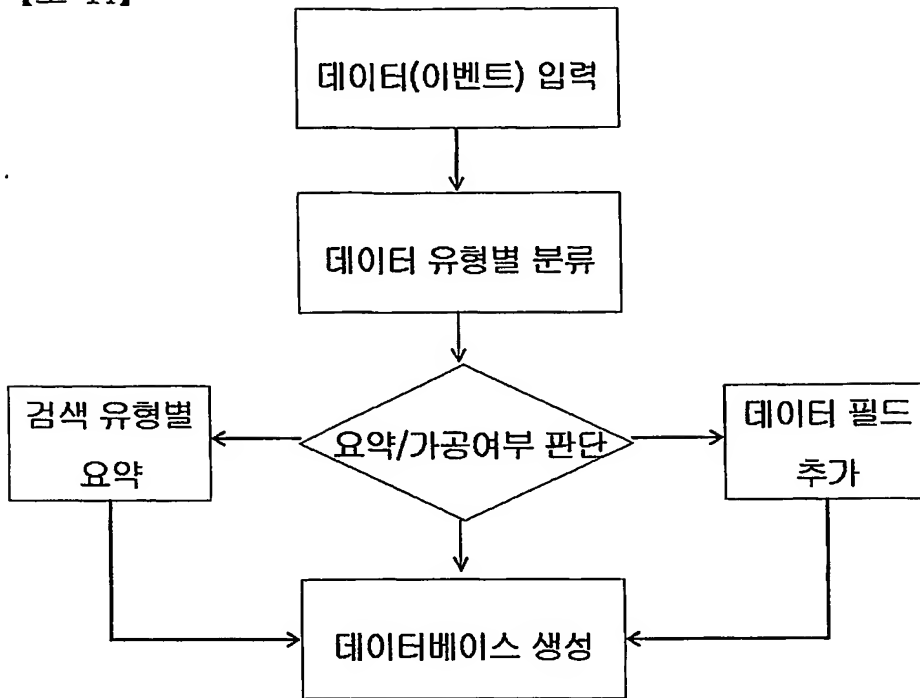 데이터(이벤트) 입력
데이터 유형별 분류
검색 유형별
요약
요약/가공여부 판단
데이터 필드
추가
데이터베이스 생성